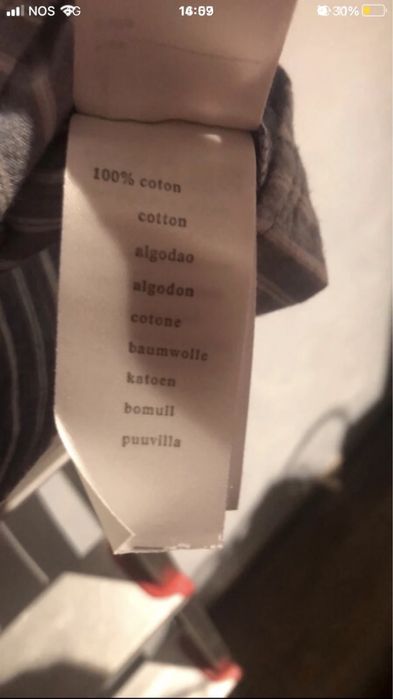 NOS
30%
100% coton
cotton
algodao
algodon
cotone
baumwolle
katoen
bomull
puuvilla